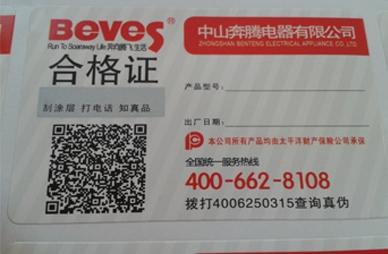 Beves®
Run To Soaraway Life 奔向腾飞生活
合格证
刮涂层 打电话 知真品
中山奔腾电器有限公司
ZHONGSHAN BENTENG ELECTRICAL APPLIANCE CO.,LTD
产品型号:
出厂日期:
本公司所有产品均由太平洋财产保险公司承保
全国统一服务热线
400-662-8108
拨打4006250315查询真伪